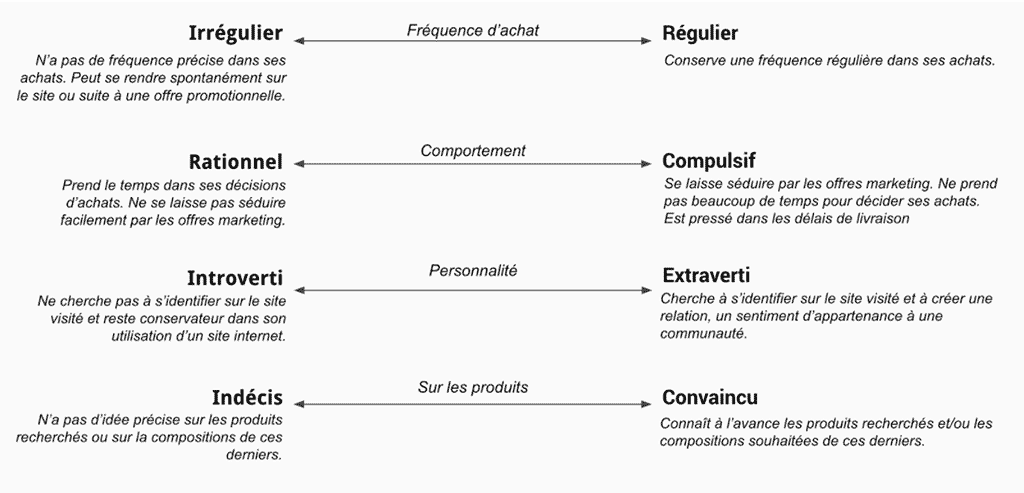 Irrégulier
Fréquence d'achat
Régulier
N'a pas de fréquence précise dans ses
achats. Peut se rendre spontanément sur
le site ou suite à une offre promotionnelle.
Conserve une fréquence régulière dans ses achats.
Rationnel
Comportement
Compulsif
Prend le temps dans ses décisions
d'achats. Ne se laisse pas séduire
facilement par les offres marketing.
Se laisse séduire par les offres marketing. Ne prend
pas beaucoup de temps pour décider ses achats.
Est pressé dans les délais de livraison
Introverti
Personnalité
Extraverti
Ne cherche pas à s'identifier sur le site
visité et reste conservateur dans son
utilisation d'un site internet.
Cherche à s'identifier sur le site visité et à créer une
relation, un sentiment d'appartenance à une
communauté.
Indécis
Sur les produits
Convaincu
N'a pas d'idée précise sur les produits
recherchés ou sur la compositions de ces
derniers.
Connaît à l'avance les produits recherchés et/ou les
compositions souhaitées de ces derniers.